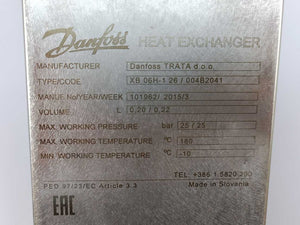 Danfoss HEAT EXCHANGER
MANUFACTURER Danfoss TRATA d.o.o.
TYPE/CODE XB 06H-1 26 / 004B2041
MANUF. No/YEAR/WEEK 101962/ 2015/3
VOLUME L 0,20 / 0,22
MAX. WORKING PRESSURE bar 25 / 25
MAX. WORKING TEMPERATURE °C 180
MIN. WORKING TEMPERATURE °C -10
TEL: +386 1 5820 200
PED 97/23/EC Article 3.3 Made in Slovenia
EAC